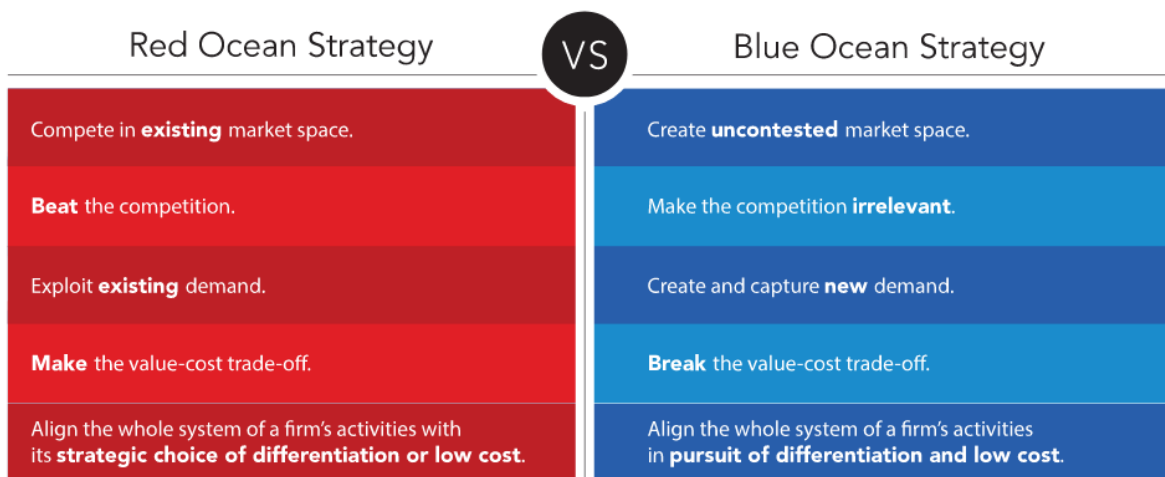 Red Ocean Strategy
VS
Blue Ocean Strategy
Compete in existing market space.
Create uncontested market space.
Beat the competition.
Make the competition irrelevant.
Exploit existing demand.
Create and capture new demand.
Make the value-cost trade-off.
Break the value-cost trade-off.
Align the whole system of a firm’s activities with
its strategic choice of differentiation or low cost.
Align the whole system of a firm’s activities
in pursuit of differentiation and low cost.